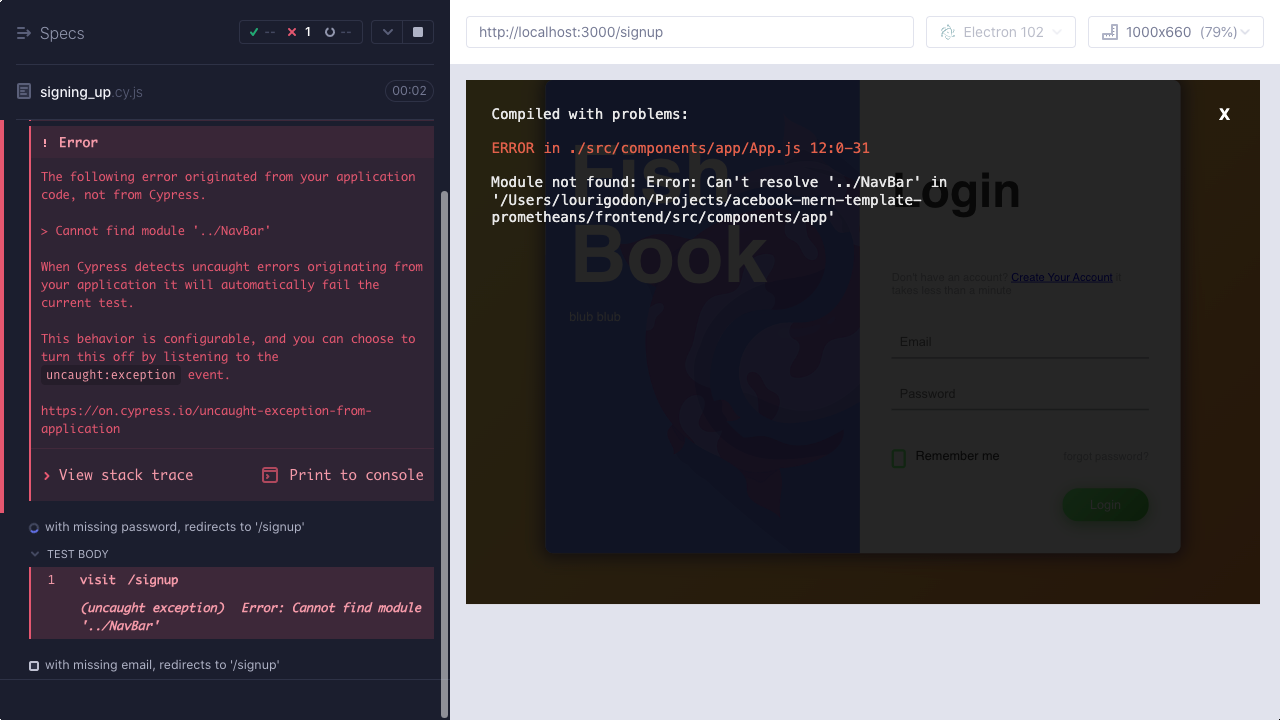 Specs
-- 1 --
signing_up.cy.js
00:02
! Error
The following error originated from your application
code, not from Cypress.
> Cannot find module '../NavBar'
When Cypress detects uncaught errors originating from
your application it will automatically fail the
current test.
This behavior is configurable, and you can choose to
turn this off by listening to the
uncaught:exception event.
https://on.cypress.io/uncaught-exception-from-
application
> View stack trace
Print to console
with missing password, redirects to '/signup'
TEST BODY
1 visit /signup
(uncaught exception) Error: Cannot find module
'../NavBar'
with missing email, redirects to '/signup'
http://localhost:3000/signup
Electron 102
1000x660 (79%)
Compiled with problems:
X
ERROR in ./src/components/app/App.js 12:0-31
Module not found: Error: Can't resolve '../NavBar' in
'/Users/lourigodon/Projects/acebook-mern-template-
prometheans/frontend/src/components/app'
Fish
Book
blub blub
Login
Don't have an account? Create Your Account it
takes less than a minute
Email
Password
Remember me
forgot password?
Login